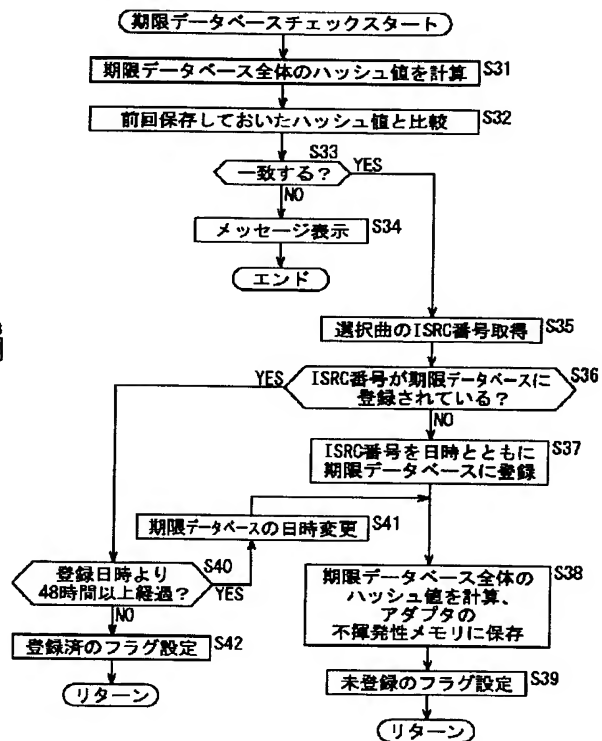 期限データベースチェックスタート
期限データベース全体のハッシュ値を計算 S31
前回保存しておいたハッシュ値と比較 S32
S33
一致する?
YES
NO
メッセージ表示 S34
エンド
選択曲のISRC番号取得 S35
ISRC番号が期限データベースに
登録されている?
S36
YES
NO
ISRC番号を日時とともに
期限データベースに登録
S37
期限データベースの日時変更 S41
登録日時より
48時間以上経過?
S40
YES
NO
期限データベース全体の
ハッシュ値を計算、
アダプタの
不揮発性メモリに保存
S38
登録済のフラグ設定 S42
リターン
未登録のフラグ設定 S39
リターン